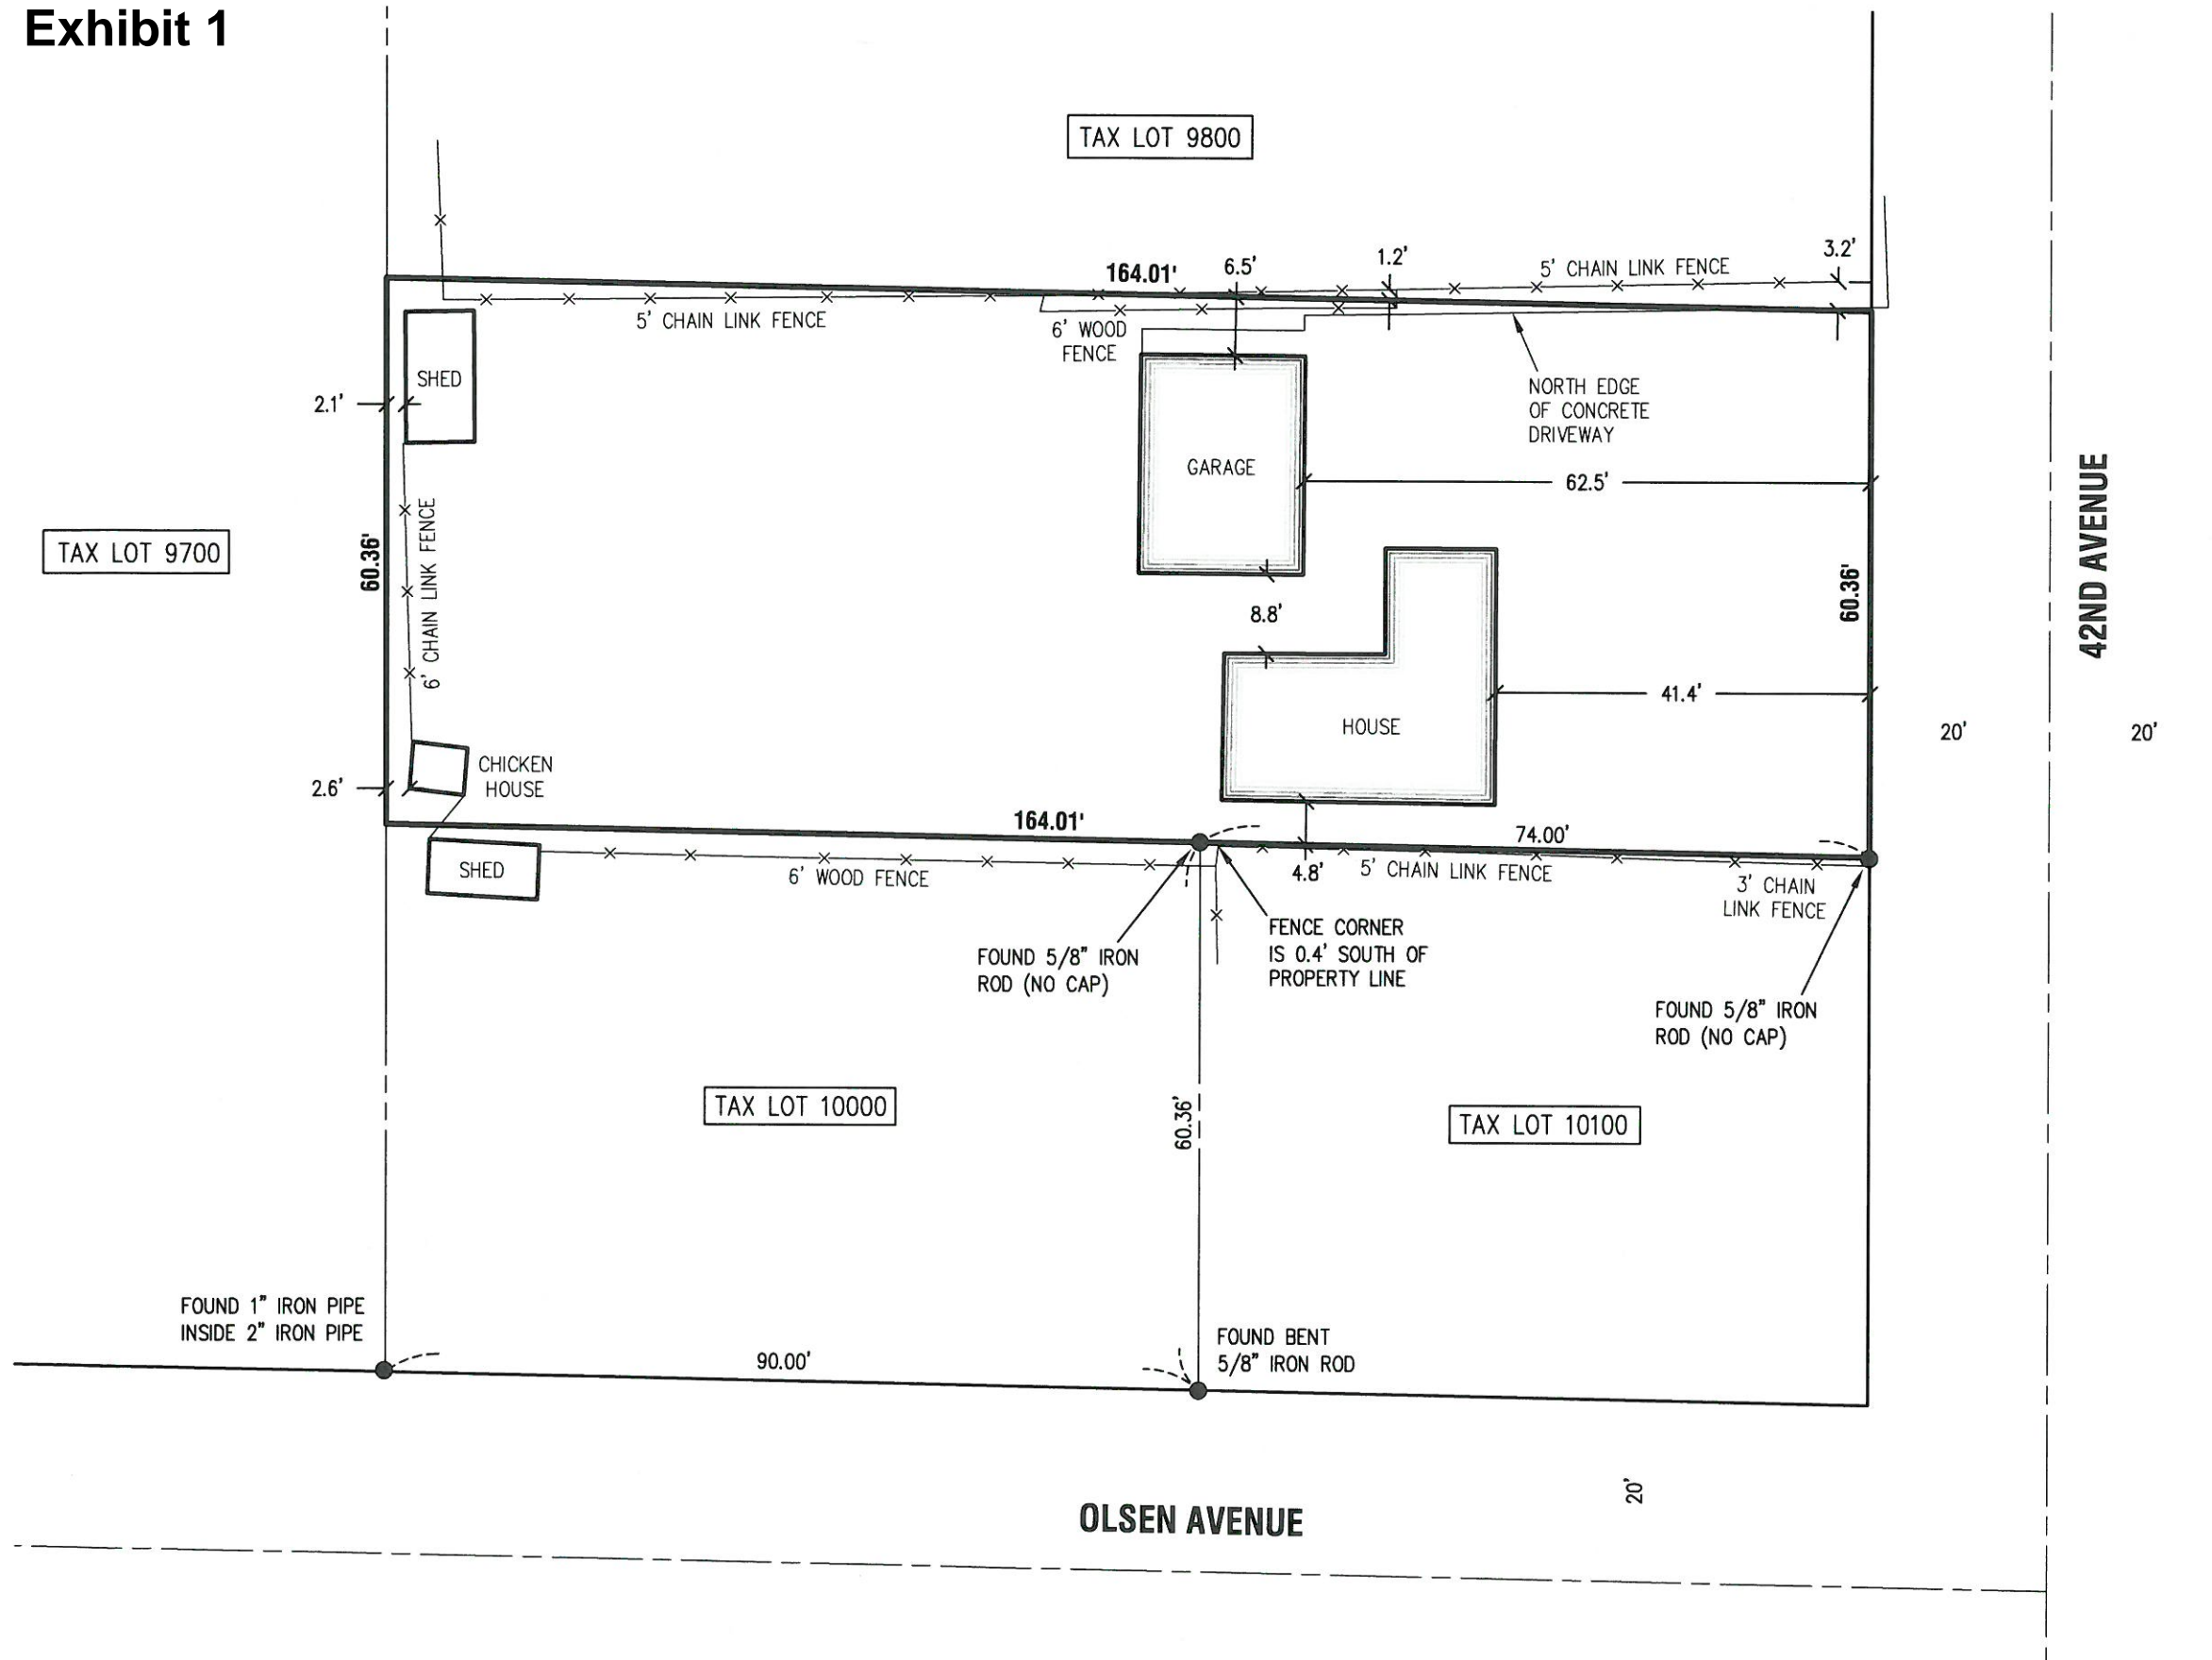 Exhibit 1
TAX LOT 9800
164.01'
6.5'
1.2'
5' CHAIN LINK FENCE
3.2'
5' CHAIN LINK FENCE
6' WOOD
FENCE
SHED
2.1'
NORTH EDGE
OF CONCRETE
DRIVEWAY
GARAGE
62.5'
TAX LOT 9700
60.36'
6' CHAIN LINK FENCE
8.8'
60.36'
42ND AVENUE
41.4'
HOUSE
20'
20'
CHICKEN
HOUSE
2.6'
164.01'
74.00'
SHED
6' WOOD FENCE
4.8'
5' CHAIN LINK FENCE
3' CHAIN
LINK FENCE
FENCE CORNER
IS 0.4' SOUTH OF
PROPERTY LINE
FOUND 5/8" IRON
ROD (NO CAP)
FOUND 5/8" IRON
ROD (NO CAP)
TAX LOT 10000
60.36'
TAX LOT 10100
FOUND 1" IRON PIPE
INSIDE 2" IRON PIPE
90.00'
FOUND BENT
5/8" IRON ROD
20'
OLSEN AVENUE